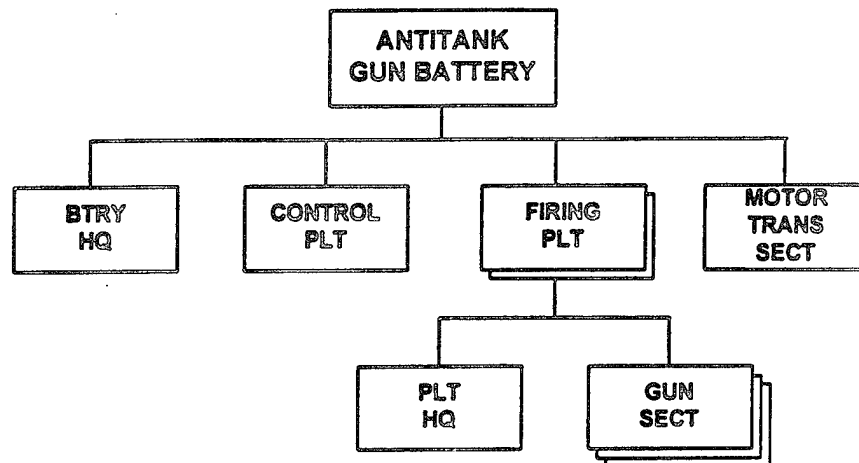 ANTITANK
GUN BATTERY
BTRY
HQ
CONTROL
PLT
FIRING
PLT
MOTOR
TRANS
SECT
PLT
HQ
GUN
SECT